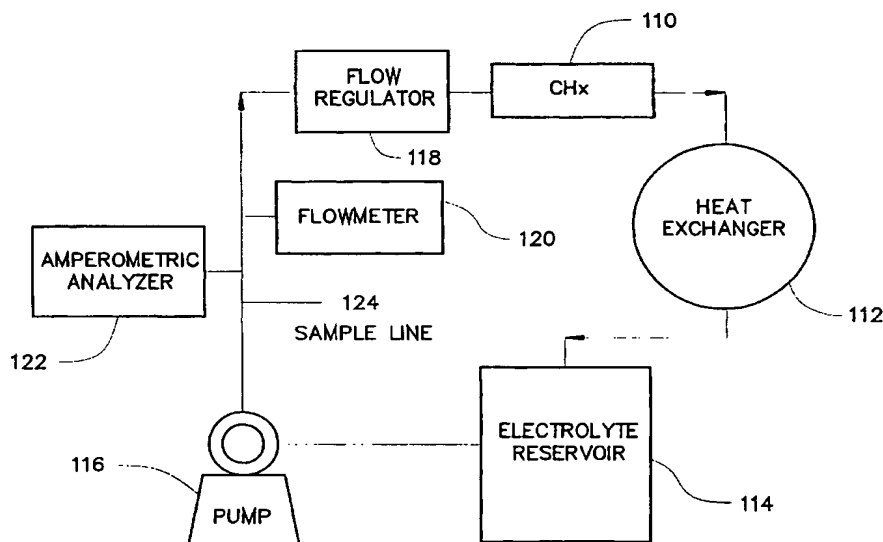 110
FLOW
REGULATOR
CHx
118
FLOWMETER
120
HEAT
EXCHANGER
AMPEROMETRIC
ANALYZER
124
SAMPLE LINE
112
122
ELECTROLYTE
RESERVOIR
116
PUMP
114